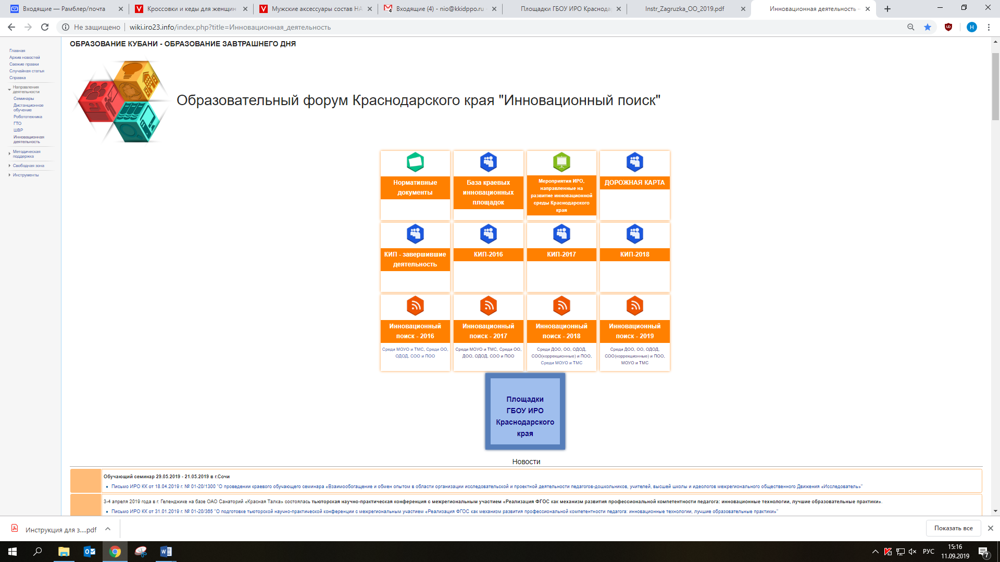 Входящие — Рамблер/почта
Кроссовки и кеды для женщин
Мужские аксессуары состав НА
Входящие (4) - nio@kkidppo.ru
Площадки ГБОУ ИРО Краснода
Instr_Zagruzka_OO_2019.pdf
Инновационная деятельность –
Не защищено
wiki.iro23.info/index.php?title=Инновационная_деятельность
Н
Главная
Архив новостей
Свежие правки
Случайная статья
Справка
Направления
деятельности
Семинары
Дистанционное
обучение
Робототехника
ГТО
ШВР
Инновационная
деятельность
Методическая
поддержка
Свободная зона
Инструменты
ОБРАЗОВАНИЕ КУБАНИ - ОБРАЗОВАНИЕ ЗАВТРАШНЕГО ДНЯ
Образовательный форум Краснодарского края "Инновационный поиск"
Нормативные
документы
База краевых
инновационных
площадок
Мероприятия ИРО,
направленные на
развитие инновационной
среды Краснодарского
края
ДОРОЖНАЯ КАРТА
КИП - завершившие
деятельность
КИП-2016
КИП-2017
КИП-2018
Инновационный
поиск - 2016
Среди МОУО и ТМС, Среди ОО,
ОДОД, СОО и ПОО
Инновационный
поиск - 2017
Среди МОУО и ТМС, Среди ОО,
ДОО, ОДОД, СОО и ПОО
Инновационный
поиск - 2018
Среди ДОО, ОО, ОДОД,
СОО(коррекционные) и ПОО,
Среди МОУО и ТМС
Инновационный
поиск - 2019
Среди ДОО, ОО, ОДОД,
СОО(коррекционные) и ПОО,
МОУО и ТМС
Площадки
ГБОУ ИРО
Краснодарского
края
Новости
Обучающий семинар 29.05.2019 - 21.05.2019 в г.Сочи
Письмо ИРО КК от 18.04.2019 г. № 01-20/1300 "О проведении краевого обучающего семинара «Взаимообогащение и обмен опытом в области организации исследовательской и проектной деятельности педагогов-дошкольников, учителей, высшей школы и идеологов межрегионального общественного Движения «Исследователь»"
3-4 апреля 2019 года в г. Геленджике на базе ОАО Санаторий «Красная Талка» состоялась тьюторская научно-практическая конференция с межрегиональным участием «Реализация ФГОС как механизм развития профессиональной компетентности педагога: инновационные технологии, лучшие образовательные практики».
Письмо ИРО КК от 31.01.2019 г. № 01-20/365 "О подготовке тьюторской научно-практической конференции с межрегиональным участием «Реализация ФГОС как механизм развития профессиональной компетентности педагога: инновационные технологии, лучшие образовательные практики»"
Инструкция для з....pdf
Показать все
РУС
15:16
11.09.2019
7